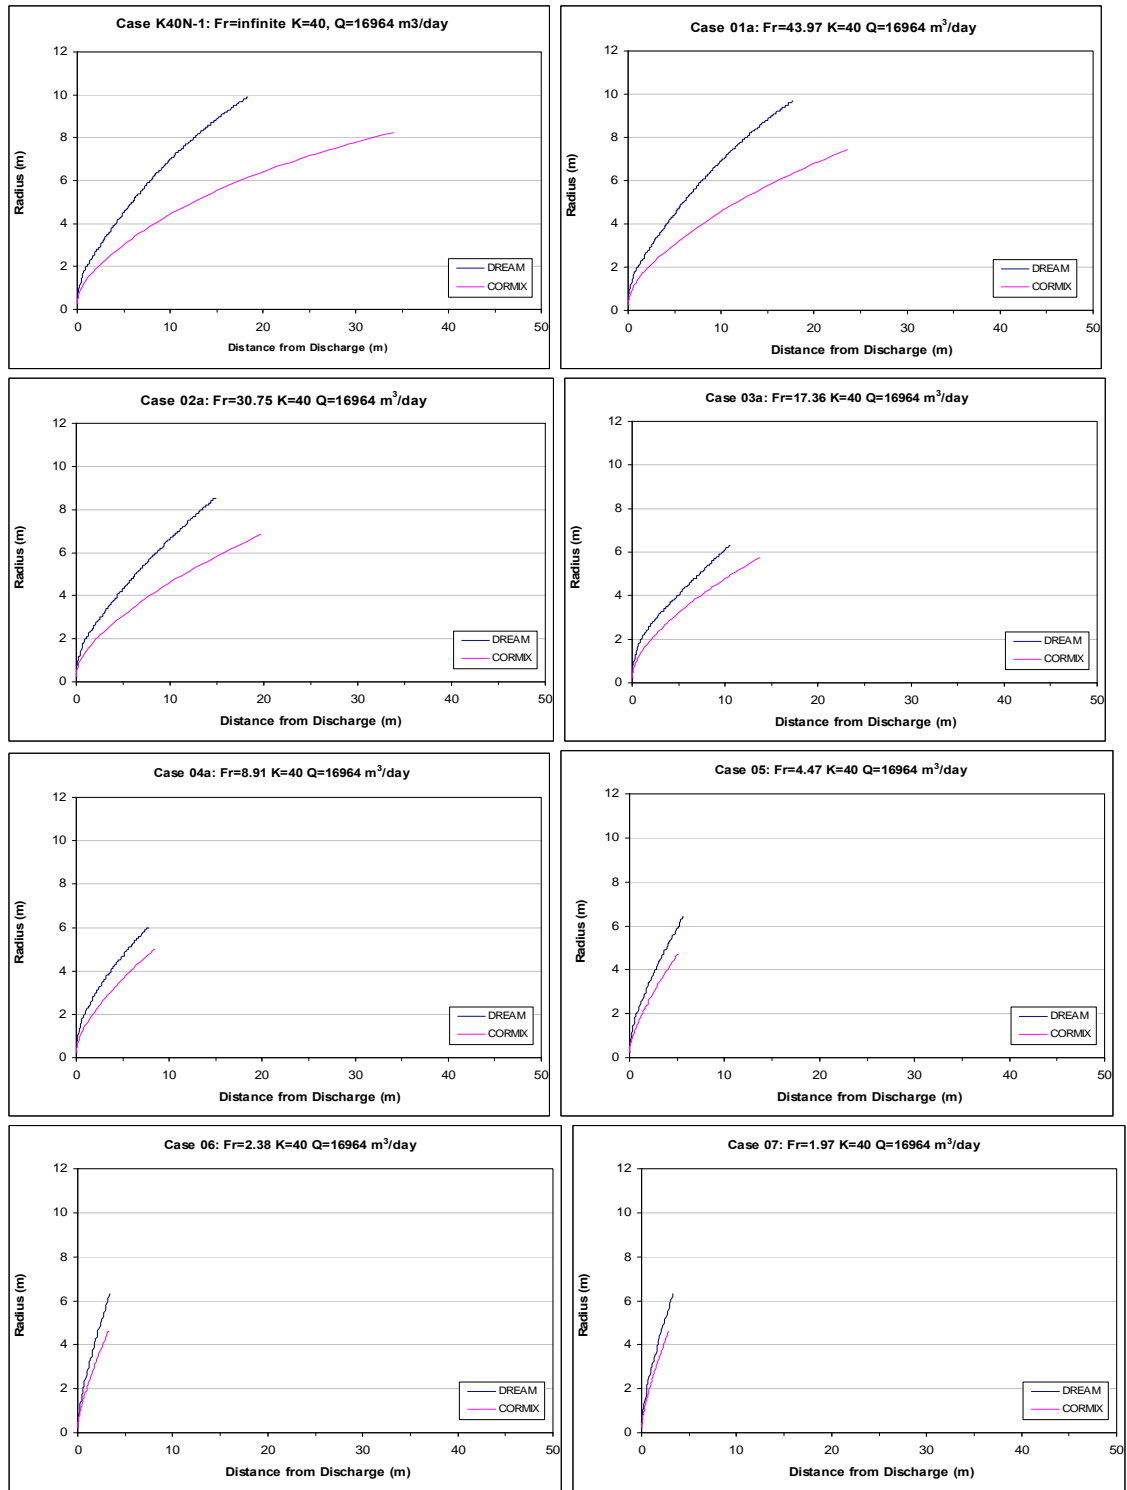 Case K40N-1: Fr=infinite K=40, Q=16964 m3/day
12
10
8
6
4
2
0
Radius (m)
DREAM
CORMIX
0 10 20 30 40 50
Distance from Discharge (m)
Case 01a: Fr=43.97 K=40 Q=16964 m³/day
12
10
8
6
4
2
0
Radius (m)
DREAM
CORMIX
0 10 20 30 40 50
Distance from Discharge (m)
Case 02a: Fr=30.75 K=40 Q=16964 m³/day
12
10
8
6
4
2
0
Radius (m)
DREAM
CORMIX
0 10 20 30 40 50
Distance from Discharge (m)
Case 03a: Fr=17.36 K=40 Q=16964 m³/day
12
10
8
6
4
2
0
Radius (m)
DREAM
CORMIX
0 10 20 30 40 50
Distance from Discharge (m)
Case 04a: Fr=8.91 K=40 Q=16964 m³/day
12
10
8
6
4
2
0
Radius (m)
DREAM
CORMIX
0 10 20 30 40 50
Distance from Discharge (m)
Case 05: Fr=4.47 K=40 Q=16964 m³/day
12
10
8
6
4
2
0
Radius (m)
DREAM
CORMIX
0 10 20 30 40 50
Distance from Discharge (m)
Case 06: Fr=2.38 K=40 Q=16964 m³/day
12
10
8
6
4
2
0
Radius (m)
DREAM
CORMIX
0 10 20 30 40 50
Distance from Discharge (m)
Case 07: Fr=1.97 K=40 Q=16964 m³/day
12
10
8
6
4
2
0
Radius (m)
DREAM
CORMIX
0 10 20 30 40 50
Distance from Discharge (m)